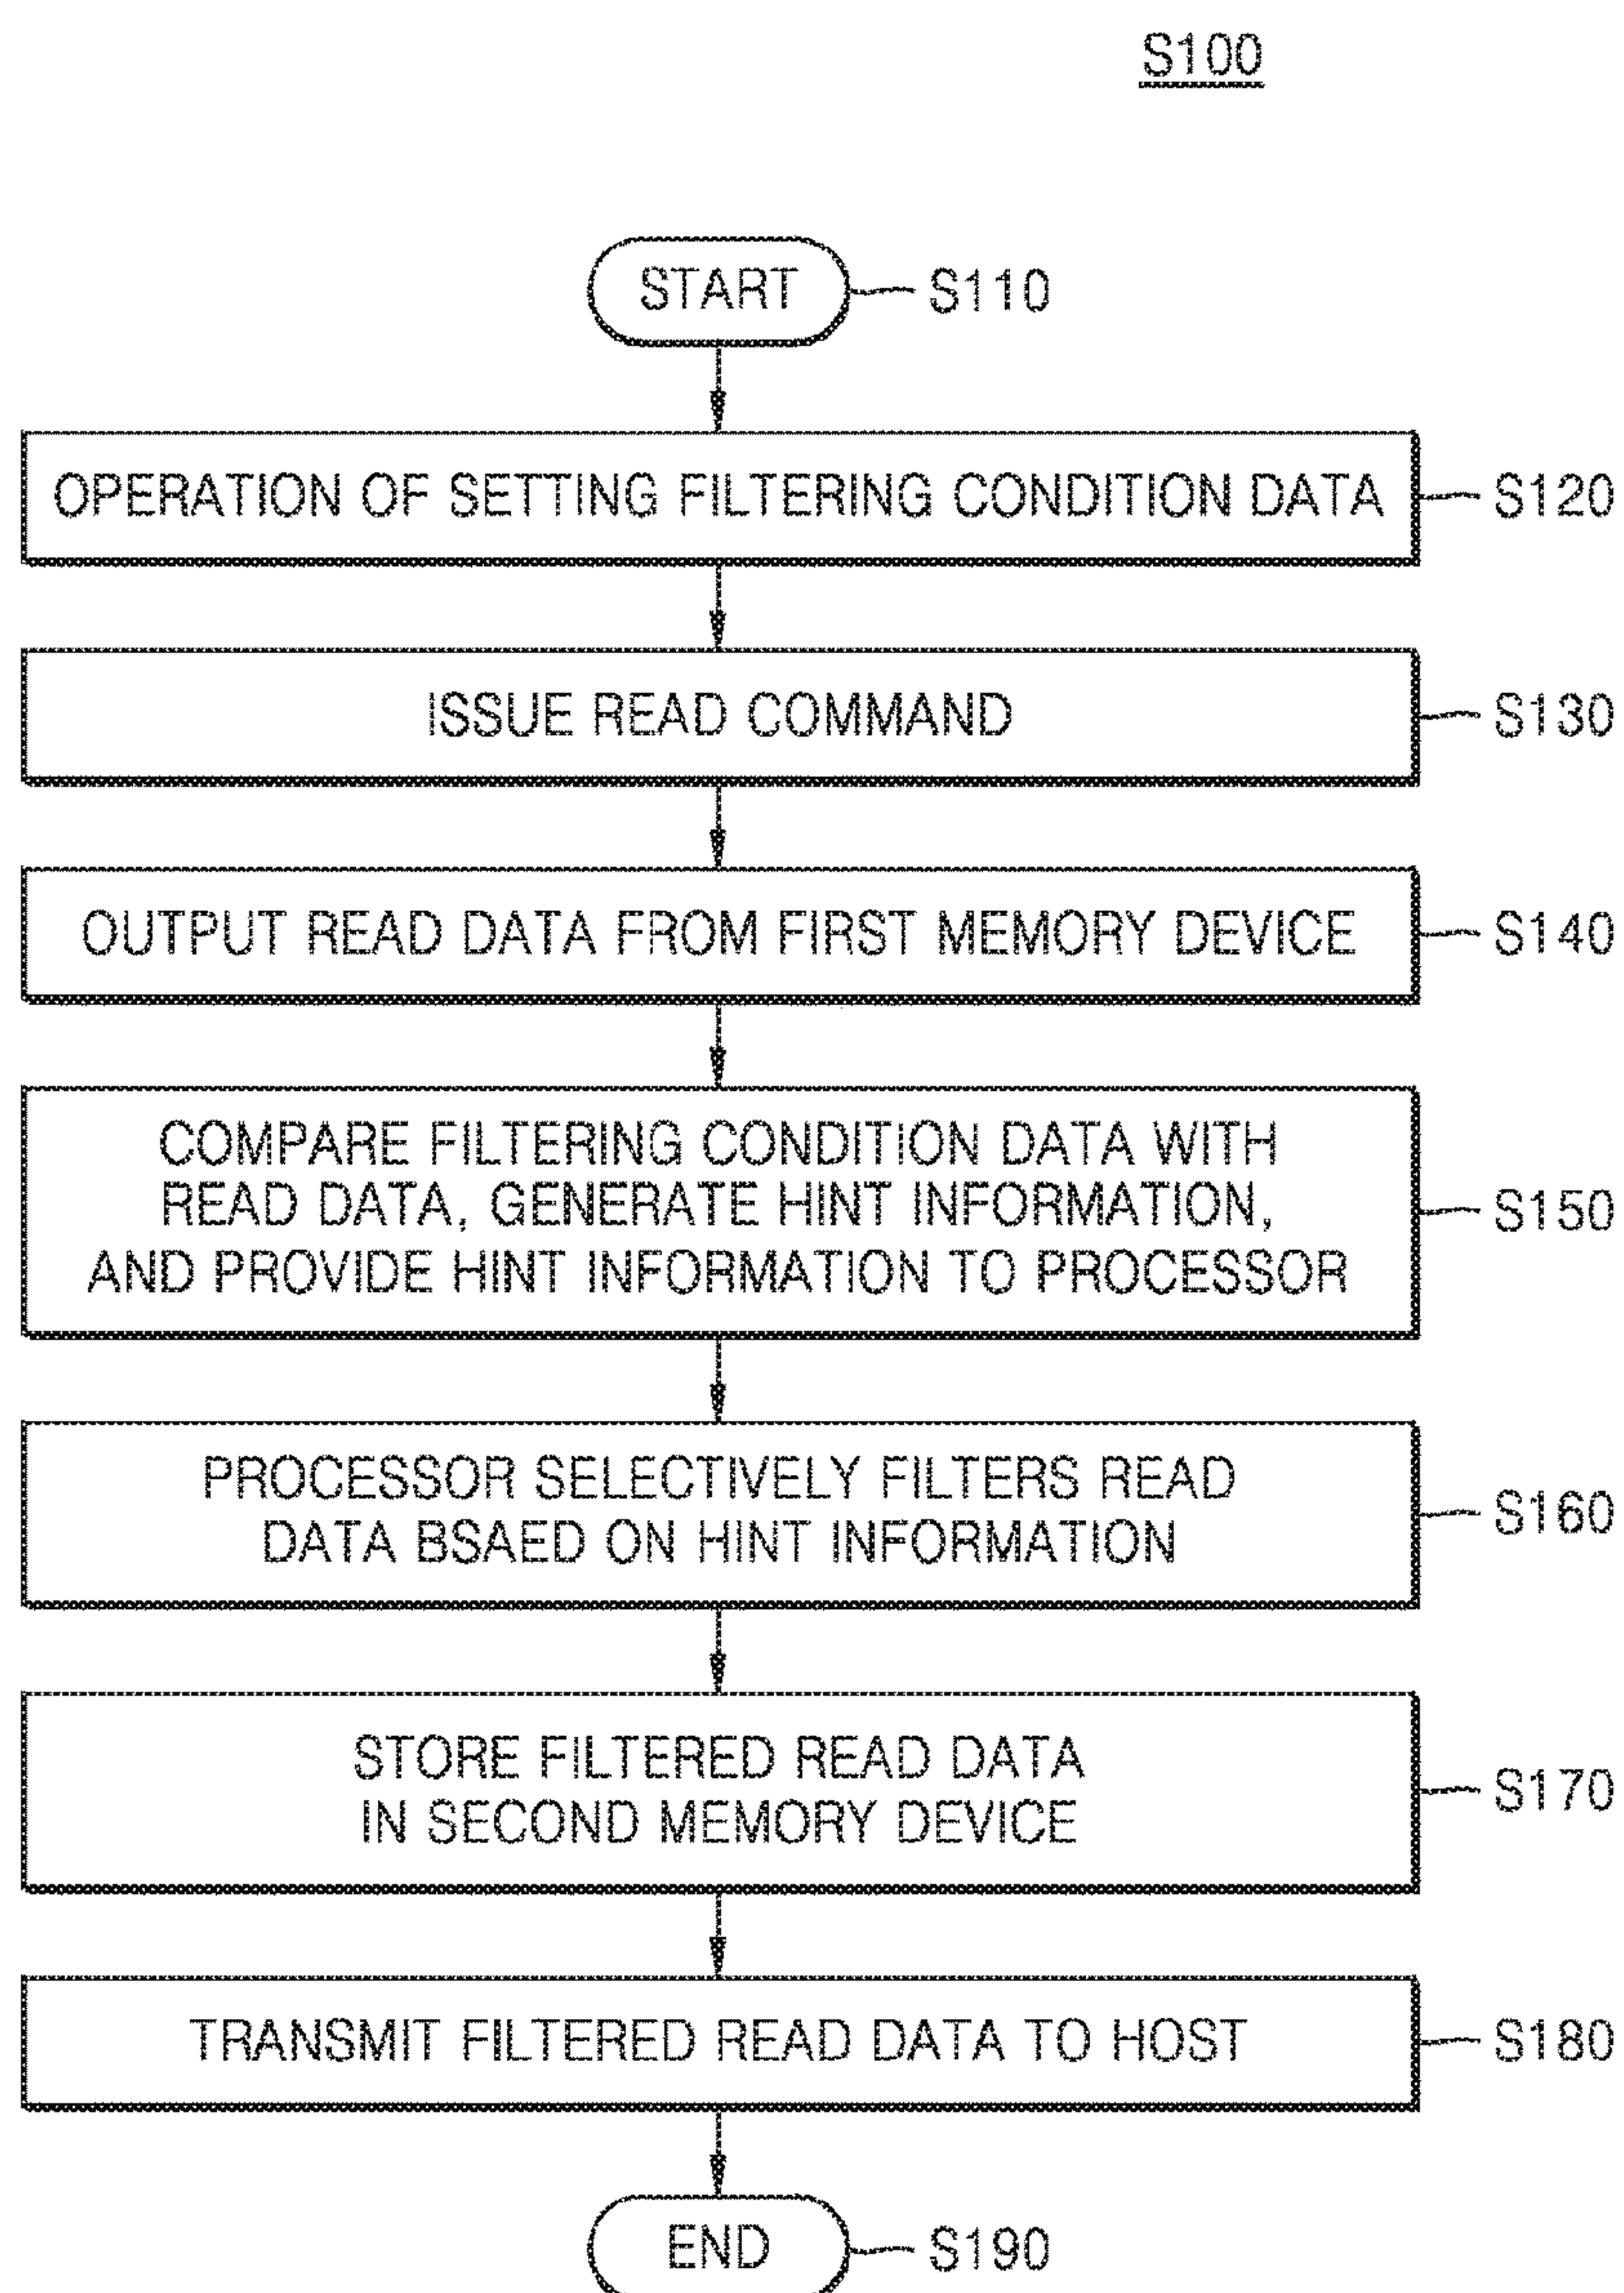 S100
START
S110
OPERATION OF SETTING FILTERING CONDITION DATA
S120
ISSUE READ COMMAND
S130
OUTPUT READ DATA FROM FIRST MEMORY DEVICE
S140
COMPARE FILTERING CONDITION DATA WITH
READ DATA, GENERATE HINT INFORMATION,
AND PROVIDE HINT INFORMATION TO PROCESSOR
S150
PROCESSOR SELECTIVELY FILTERS READ
DATA BSAED ON HINT INFORMATION
S160
STORE FILTERED READ DATA
IN SECOND MEMORY DEVICE
S170
TRANSMIT FILTERED READ DATA TO HOST
S180
END
S190